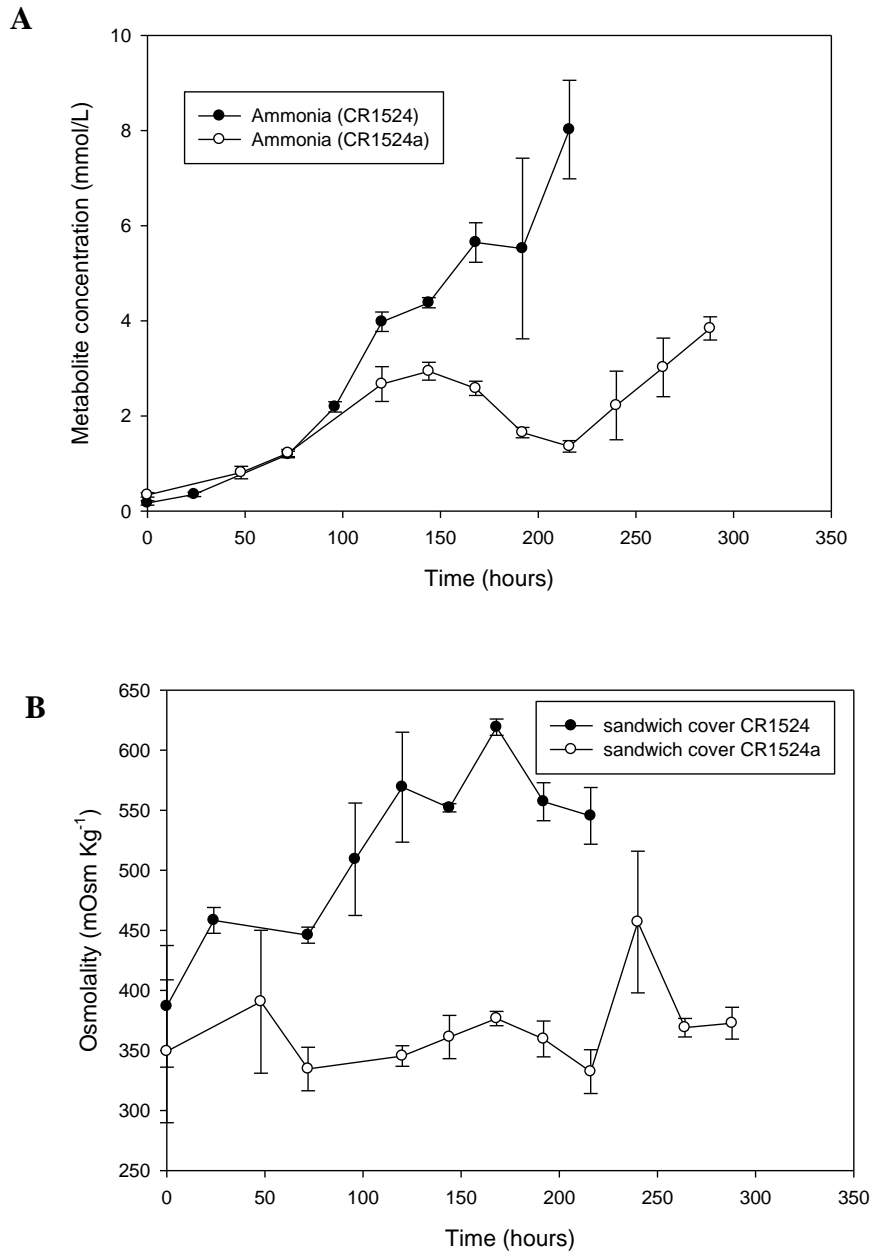 A
10
8
6
4
2
0
Metabolite concentration (mmol/L)
Ammonia (CR1524)
Ammonia (CR1524a)
0 50 100 150 200 250 300 350
Time (hours)
B
650
600
550
500
450
400
350
300
250
Osmolality (mOsm Kg⁻¹)
sandwich cover CR1524
sandwich cover CR1524a
0 50 100 150 200 250 300 350
Time (hours)